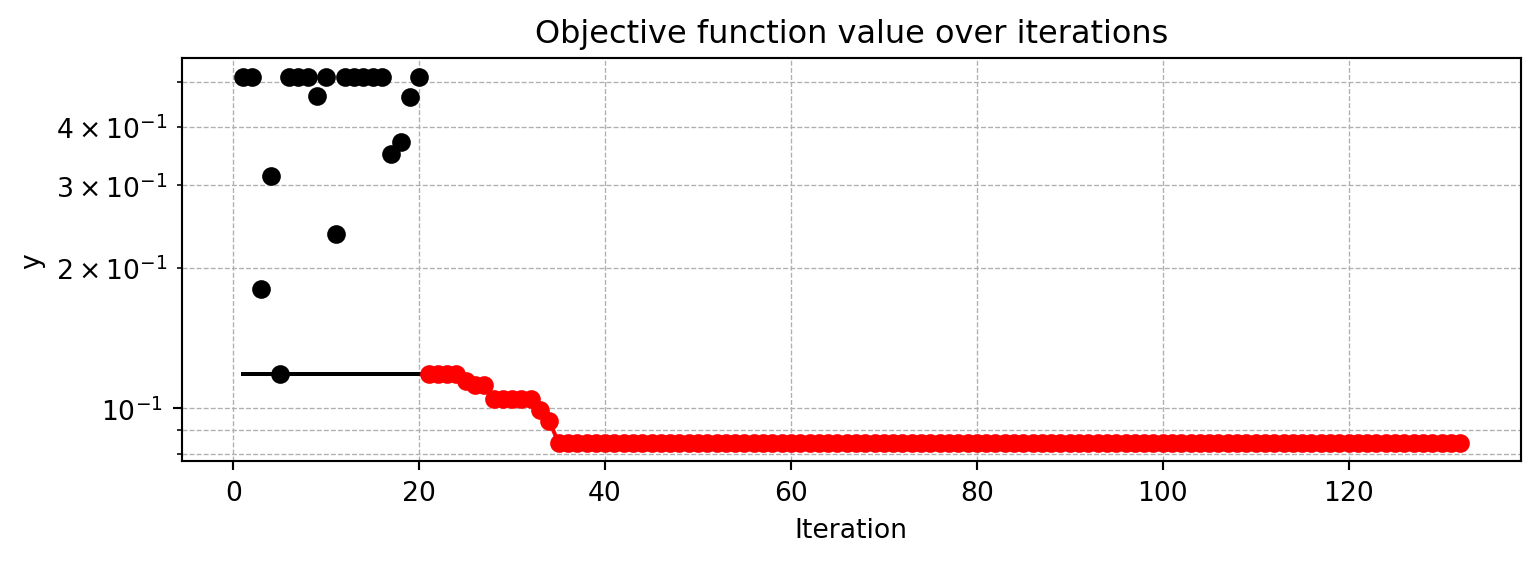 Objective function value over iterations
y
4 × 10⁻¹
3 × 10⁻¹
2 × 10⁻¹
10⁻¹
0 20 40 60 80 100 120
Iteration